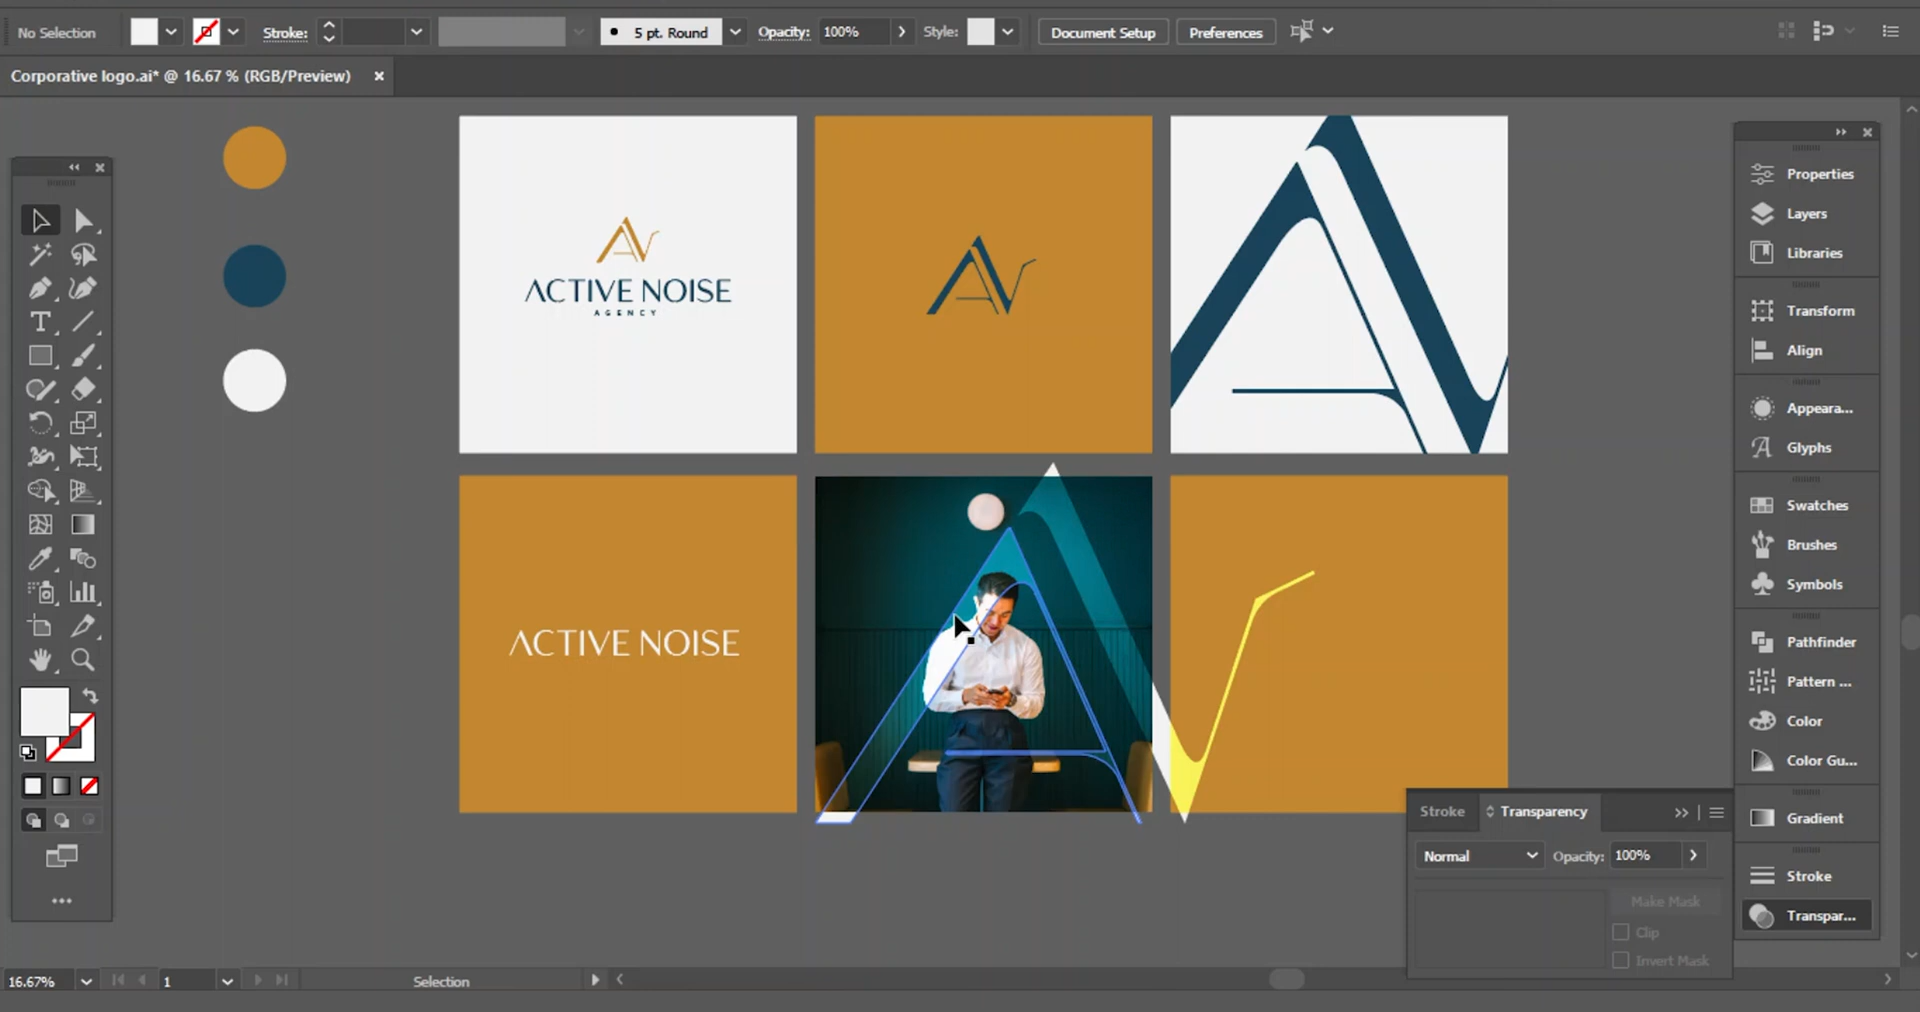 No Selection Stroke: 5 pt. Round Opacity: 100% Style: Document Setup Preferences
Corporative logo.ai* @ 16.67 % (RGB/Preview) ×
ACTIVE NOISE
AGENCY
ACTIVE NOISE
Properties
Layers
Libraries
Transform
Align
Appeara...
Glyphs
Swatches
Brushes
Symbols
Pathfinder
Pattern ...
Color
Color Gu...
Gradient
Stroke
Transpar...
Stroke Transparency
Normal Opacity: 100%
Make Mask
Clip
Invert Mask
16.67% 1 Selection